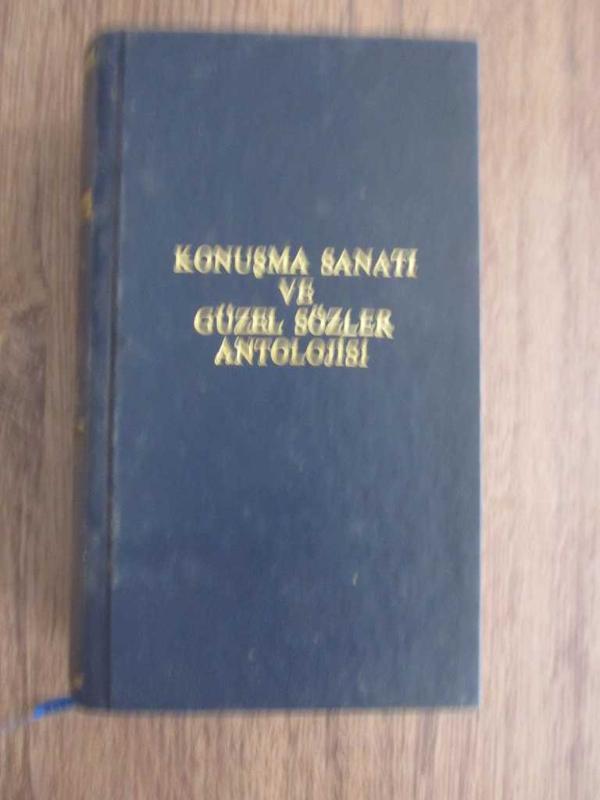 KONUŞMA SANATI
VE
GÜZEL SÖZLER
ANTOLOJİSİ